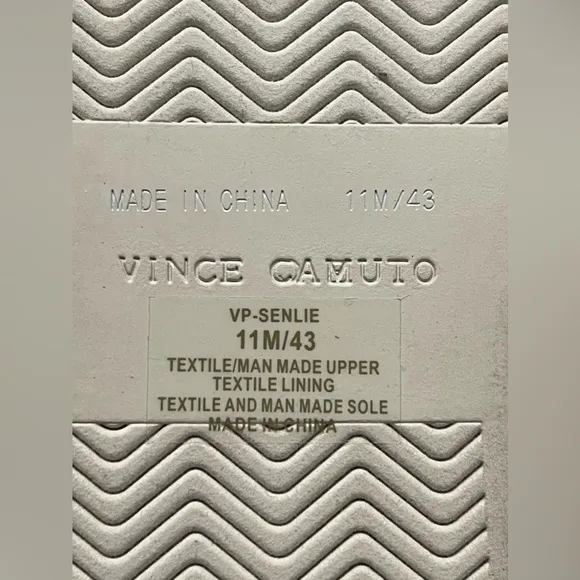 MADE IN CHINA 11M/43
VINCE CAMUTO
VP-SENLIE
11M/43
TEXTILE/MAN MADE UPPER
TEXTILE LINING
TEXTILE AND MAN MADE SOLE
MADE IN CHINA